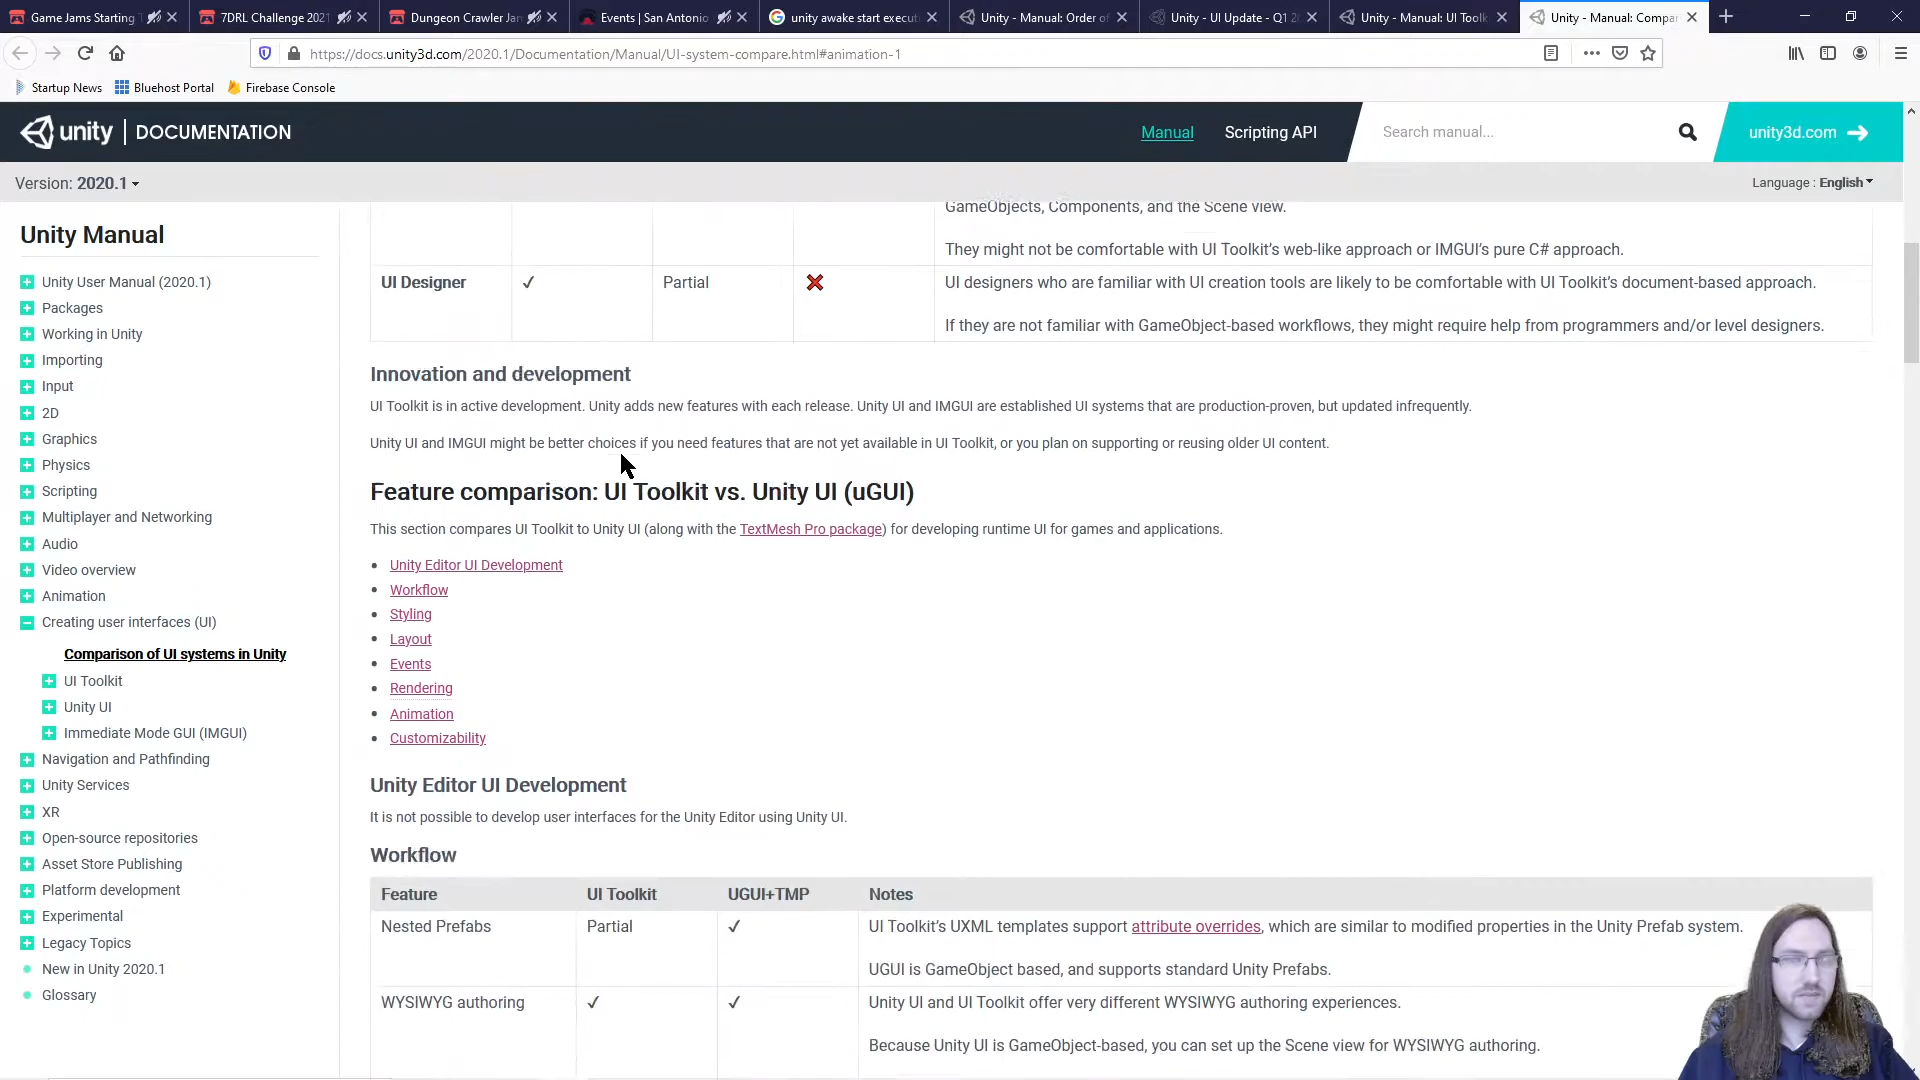 Game Jams Starting
7DRL Challenge 2021
Dungeon Crawler Jam
Events | San Antonio
unity awake start execut
Unity - Manual: Order of
Unity - UI Update - Q1 2
Unity - Manual: UI Toolk
Unity - Manual: Compar
https://docs.unity3d.com/2020.1/Documentation/Manual/UI-system-compare.html#animation-1
Startup News
Bluehost Portal
Firebase Console
unity | DOCUMENTATION
Manual
Scripting API
Search manual...
unity3d.com
Version: 2020.1
Language : English
Unity Manual
Unity User Manual (2020.1)
Packages
Working in Unity
Importing
Input
2D
Graphics
Physics
Scripting
Multiplayer and Networking
Audio
Video overview
Animation
Creating user interfaces (UI)
Comparison of UI systems in Unity
UI Toolkit
Unity UI
Immediate Mode GUI (IMGUI)
Navigation and Pathfinding
Unity Services
XR
Open-source repositories
Asset Store Publishing
Platform development
Experimental
Legacy Topics
New in Unity 2020.1
Glossary
GameObjects, Components, and the Scene view.
They might not be comfortable with UI Toolkit's web-like approach or IMGUI's pure C# approach.
UI Designer ✓ Partial ❌ UI designers who are familiar with UI creation tools are likely to be comfortable with UI Toolkit's document-based approach.
If they are not familiar with GameObject-based workflows, they might require help from programmers and/or level designers.
Innovation and development
UI Toolkit is in active development. Unity adds new features with each release. Unity UI and IMGUI are established UI systems that are production-proven, but updated infrequently.
Unity UI and IMGUI might be better choices if you need features that are not yet available in UI Toolkit, or you plan on supporting or reusing older UI content.
Feature comparison: UI Toolkit vs. Unity UI (uGUI)
This section compares UI Toolkit to Unity UI (along with the TextMesh Pro package) for developing runtime UI for games and applications.
Unity Editor UI Development
Workflow
Styling
Layout
Events
Rendering
Animation
Customizability
Unity Editor UI Development
It is not possible to develop user interfaces for the Unity Editor using Unity UI.
Workflow
Feature UI Toolkit UGUI+TMP Notes
Nested Prefabs Partial ✓ UI Toolkit's UXML templates support attribute overrides, which are similar to modified properties in the Unity Prefab system.
UGUI is GameObject based, and supports standard Unity Prefabs.
WYSIWYG authoring ✓ ✓ Unity UI and UI Toolkit offer very different WYSIWYG authoring experiences.
Because Unity UI is GameObject-based, you can set up the Scene view for WYSIWYG authoring.